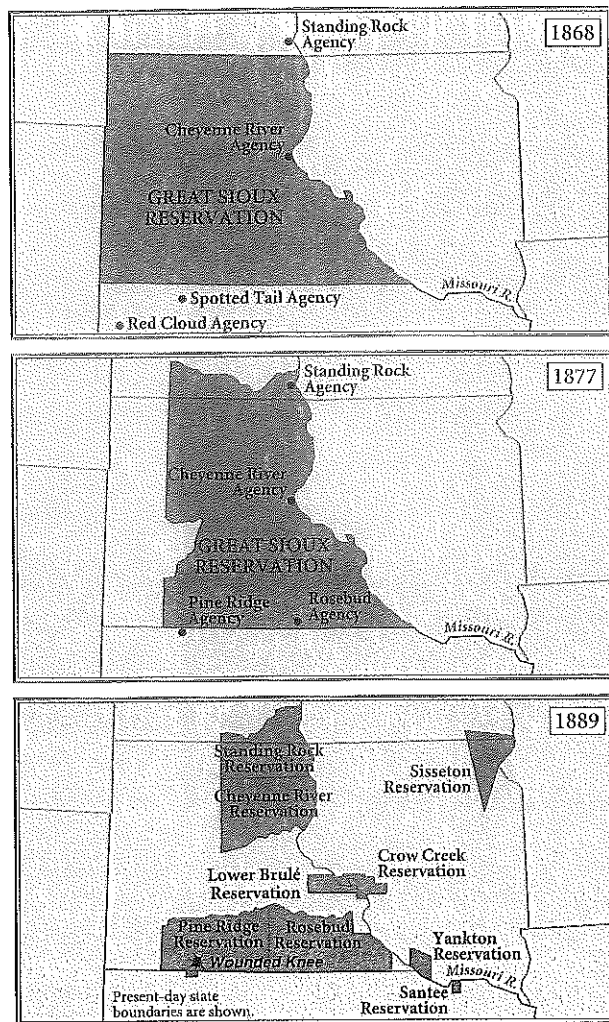 1868
Standing Rock
Agency
Cheyenne River
Agency
GREAT SIOUX
RESERVATION
Missouri R.
Spotted Tail Agency
Red Cloud Agency
1877
Standing Rock
Agency
Cheyenne River
Agency
GREAT SIOUX
RESERVATION
Pine Ridge
Agency
Rosebud
Agency
Missouri R.
1889
Standing Rock
Reservation
Cheyenne River
Reservation
Sisseton
Reservation
Crow Creek
Reservation
Lower Brulé
Reservation
Pine Ridge
Reservation
Rosebud
Reservation
Wounded Knee
Yankton
Reservation
Missouri R.
Santee
Reservation
Present-day state
boundaries are shown.